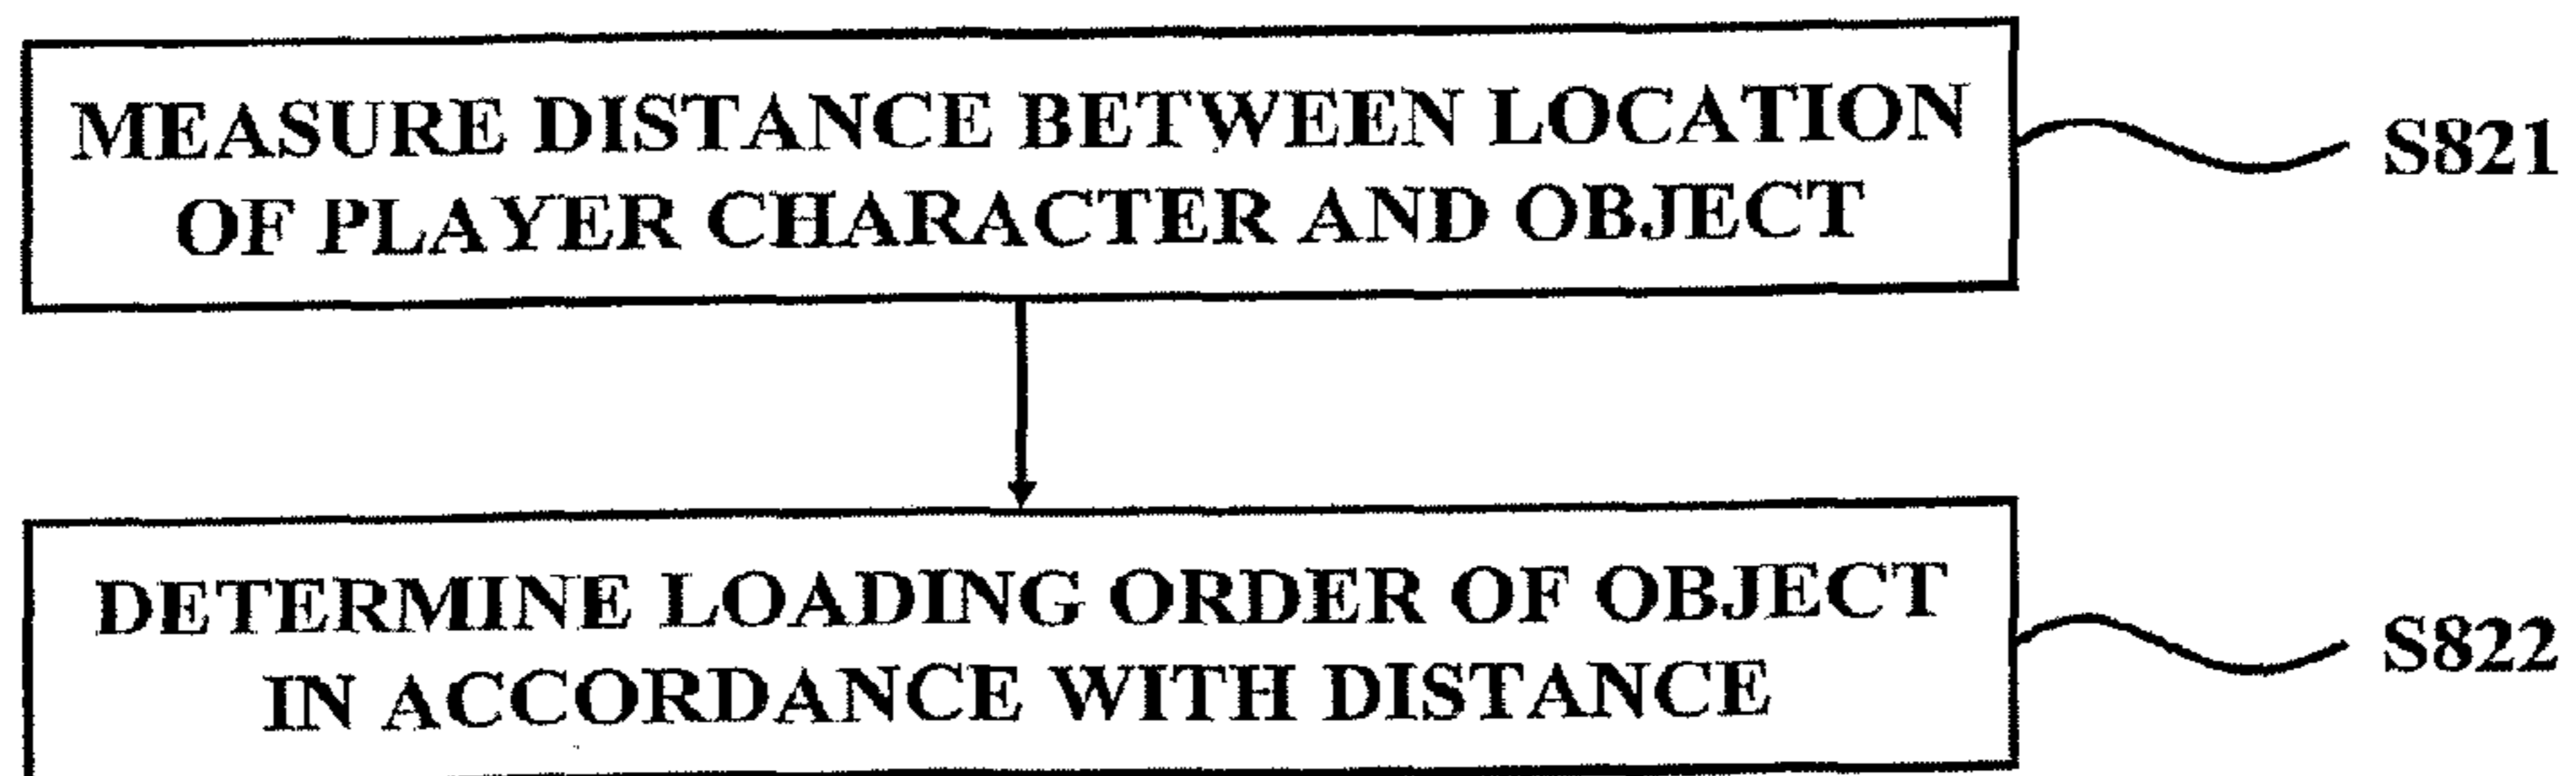 MEASURE DISTANCE BETWEEN LOCATION
OF PLAYER CHARACTER AND OBJECT
S821
DETERMINE LOADING ORDER OF OBJECT
IN ACCORDANCE WITH DISTANCE
S822